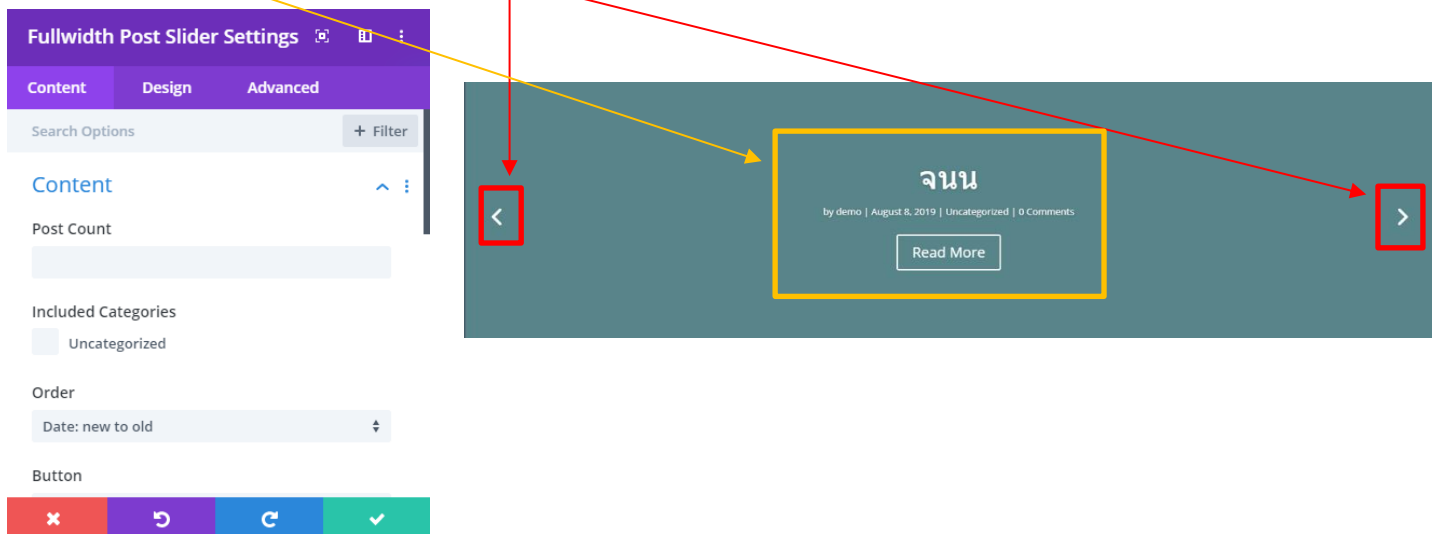 Fullwidth Post Slider Settings
Content Design Advanced
Search Options + Filter
Content
Post Count
Included Categories
Uncategorized
Order
Date: new to old
Button
จนน
by demo | August 8, 2019 | Uncategorized | 0 Comments
Read More